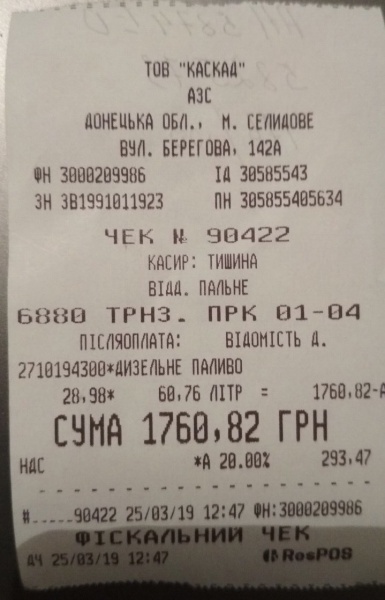 ТОВ "КАСКАД"
АЗС
ДОНЕЦЬКА ОБЛ., М. СЕЛИДОВЕ
ВУЛ. БЕРЕГОВА, 142А
ФН 3000209986 ІД 30585543
ЗН ЗВ1991011923 ПН 305855405634
ЧЕК № 90422
КАСИР: ТИШИНА
ВІДД. ПАЛЬНЕ
6880 ТРНЗ. ПРК 01-04
ПІСЛЯОПЛАТА: ВІДОМІСТЬ Д.
2710194300*ДИЗЕЛЬНЕ ПАЛИВО
28,98* 60,76 ЛІТР = 1760,82-А
СУМА 1760,82 ГРН
НДС *А 20.00% 293.47
#.....90422 25/03/19 12:47 ФН:3000209986
ФІСКАЛЬНИЙ ЧЕК
ДЧ 25/03/19 12:47 ResPOS